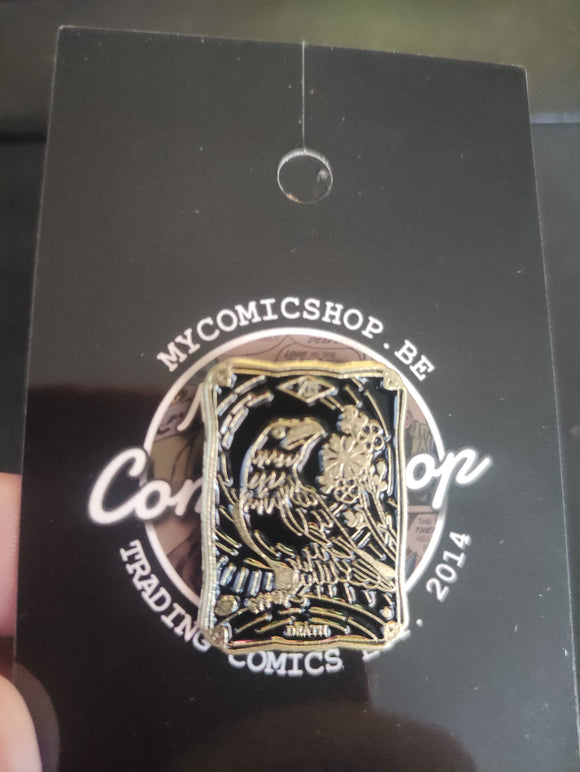 MYCOMICSHOP.BE
Com op
DEATH
TRADING COMICS E . 2014